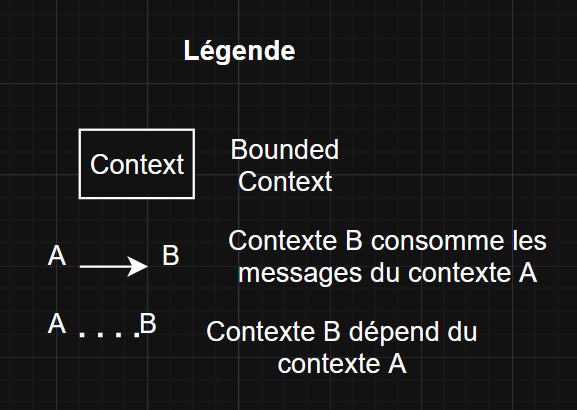 Légende
Context
Bounded
Context
A
B
Contexte B consomme les
messages du contexte A
A
B
Contexte B dépend du
contexte A